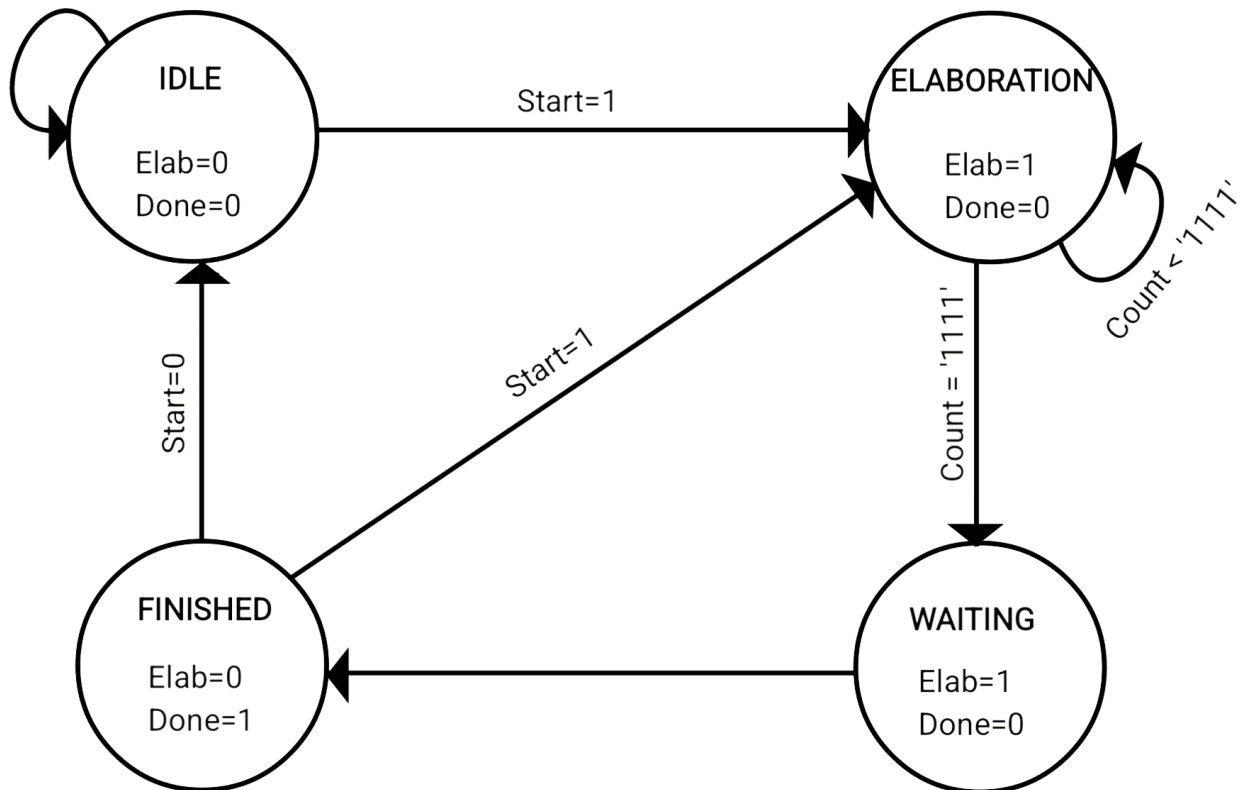 IDLE
Elab=0
Done=0
Start=1
ELABORATION
Elab=1
Done=0
Count < '1111'
Start=0
Start=1
Count = '1111'
FINISHED
Elab=0
Done=1
WAITING
Elab=1
Done=0